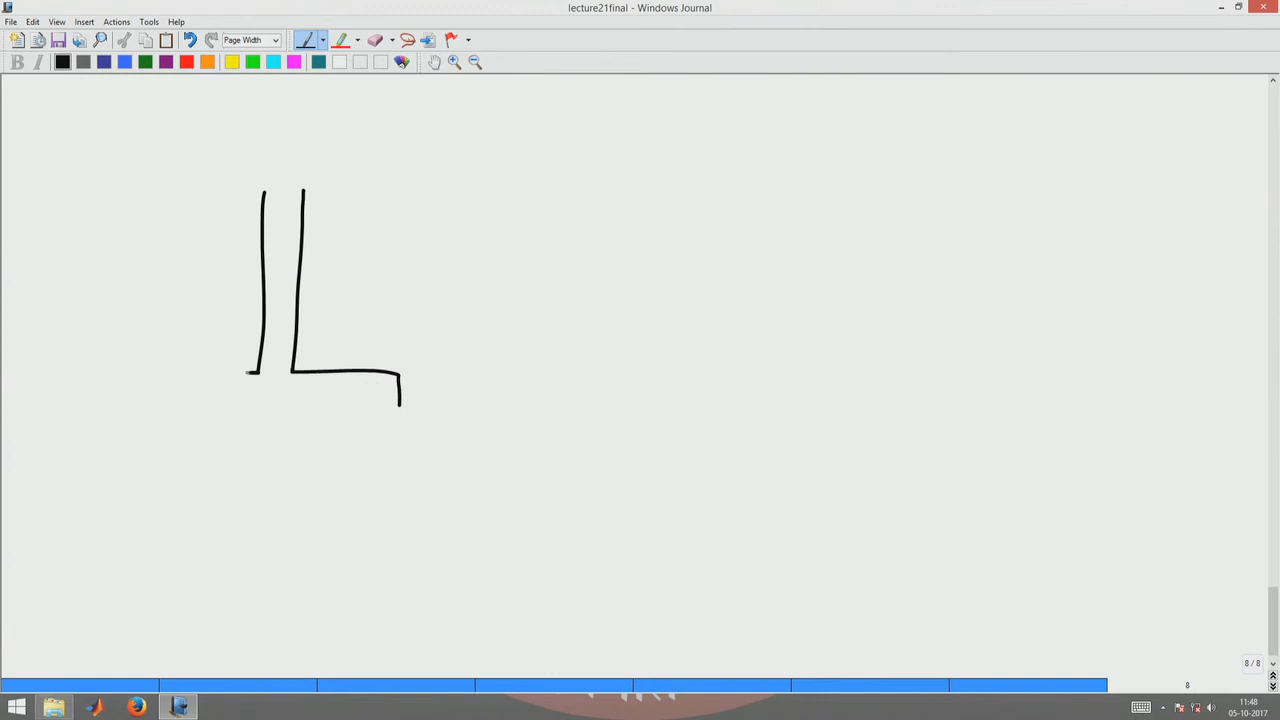 lecture21final - Windows Journal
File Edit View Insert Actions Tools Help
Page Width
B I
8 / 8
8
11:48
05-10-2017